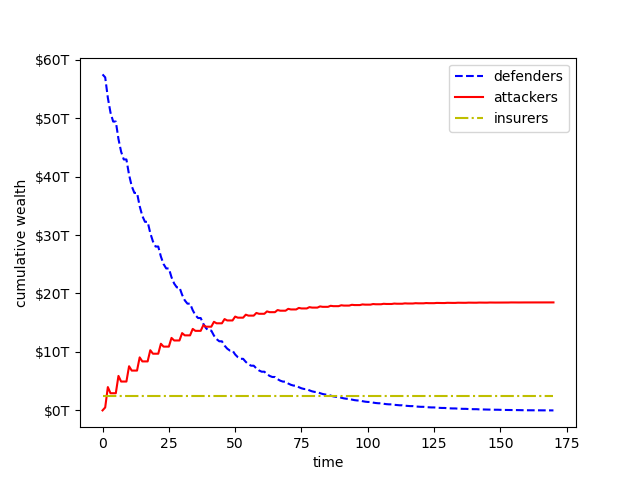 $60T
$50T
$40T
$30T
$20T
$10T
$0T
cumulative wealth
defenders
attackers
insurers
0 25 50 75 100 125 150 175
time